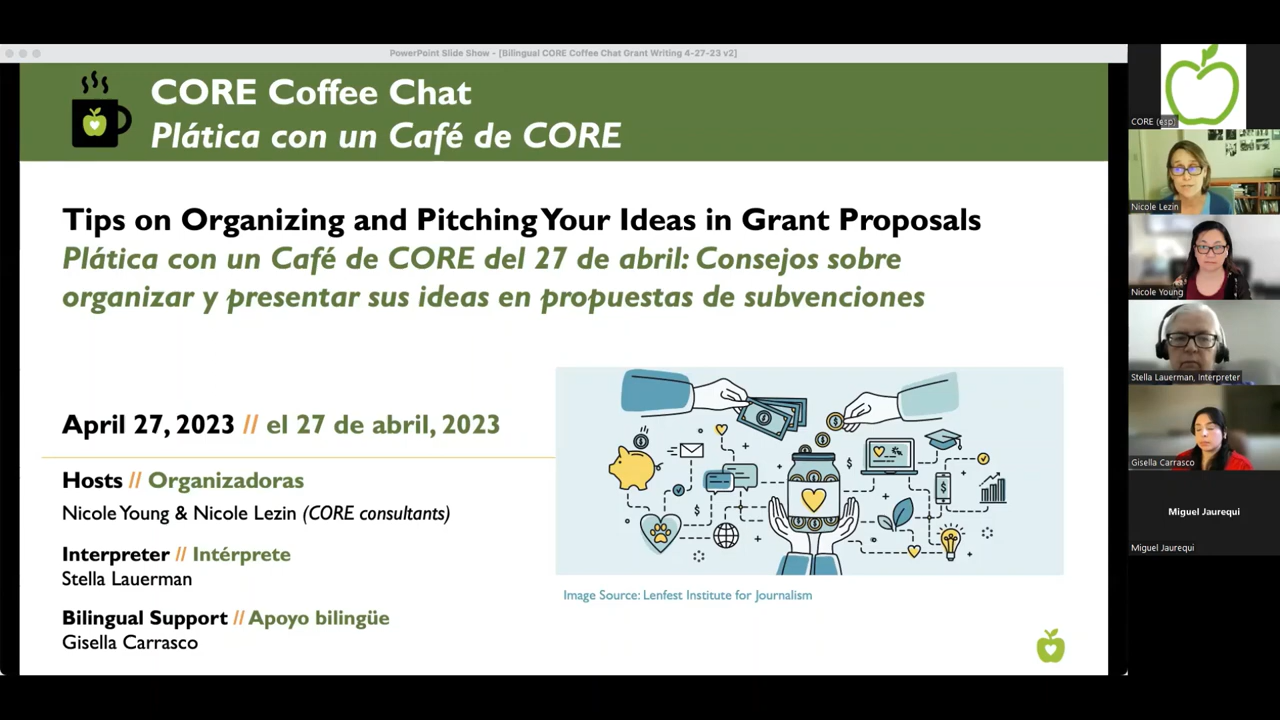 PowerPoint Slide Show - [Bilingual CORE Coffee Chat Grant Writing 4-27-23 v2]
CORE Coffee Chat
Plática con un Café de CORE
Tips on Organizing and Pitching Your Ideas in Grant Proposals
Plática con un Café de CORE del 27 de abril: Consejos sobre
organizar y presentar sus ideas en propuestas de subvenciones
April 27, 2023 // el 27 de abril, 2023
Hosts // Organizadoras
Nicole Young & Nicole Lezin (CORE consultants)
Interpreter // Intérprete
Stella Lauerman
Bilingual Support // Apoyo bilingüe
Gisella Carrasco
Image Source: Lenfest Institute for Journalism
CORE (esp)
Nicole Lezin
Nicole Young
Stella Lauerman, Interpreter
Gisella Carrasco
Miguel Jaurequi
Miguel Jaurequi